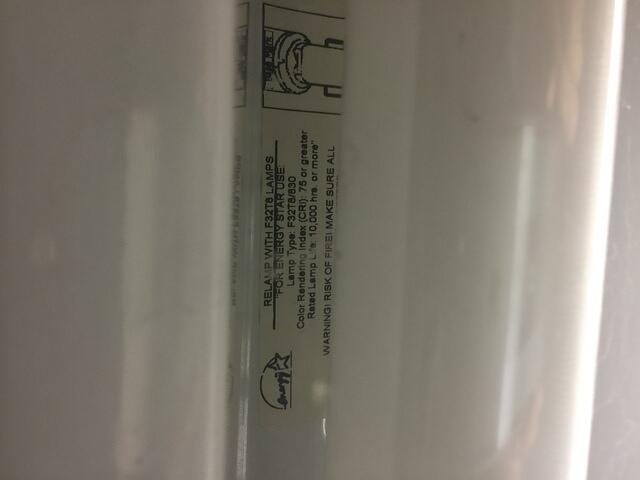 RELAMP WITH F32T8 LAMPS
"FOR ENERGY STAR USE:
Lamp Type: F32T8/830
Color Rendering Index (CRI): 75 or greater
Rated Lamp Life: 10,000 hrs. or more"
WARNING! RISK OF FIRE! MAKE SURE ALL
energy